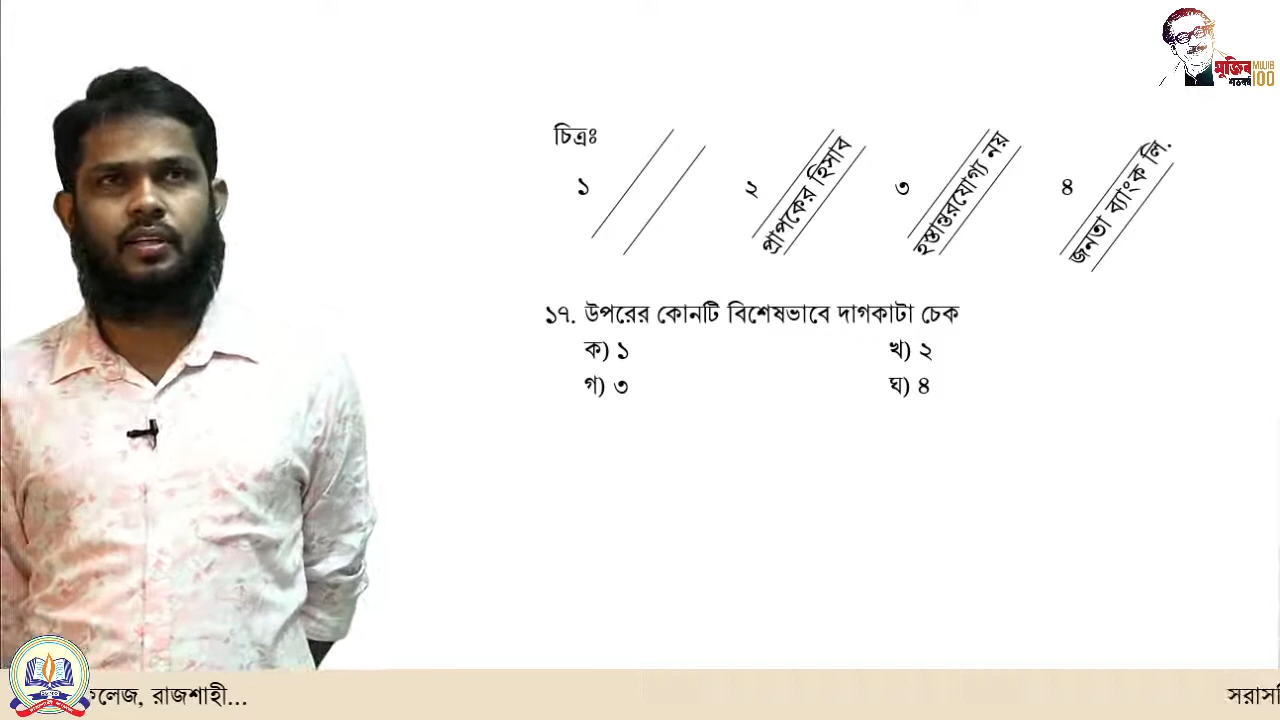 মুজিব MUJIB
শতবর্ষ 100
চিত্রঃ
১
২ প্রাপকের হিসাব
৩ হস্তান্তরযোগ্য নয়
৪ জনতা ব্যাংক লি.
১৭. উপরের কোনটি বিশেষভাবে দাগকাটা চেক
ক) ১ খ) ২
গ) ৩ ঘ) ৪
কলেজ, রাজশাহী... সরাসরি